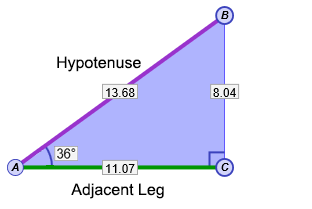 B
Hypotenuse
13.68
8.04
36°
A
11.07
C
Adjacent Leg